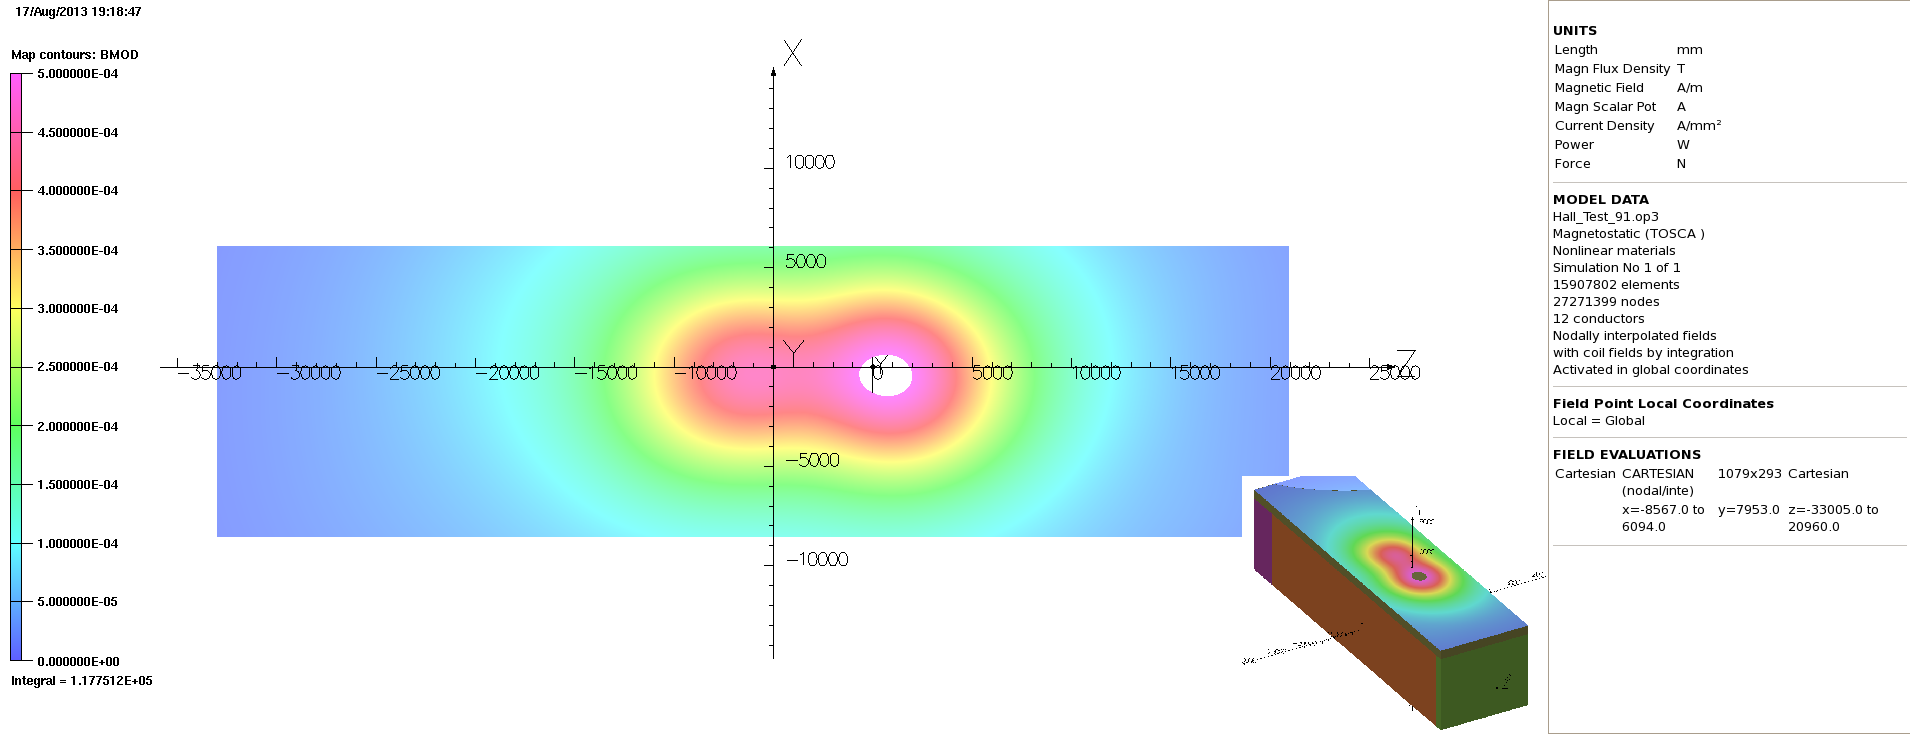 17/Aug/2013 19:18:47
Map contours: BMOD
5.000000E-04
4.500000E-04
4.000000E-04
3.500000E-04
3.000000E-04
2.500000E-04
2.000000E-04
1.500000E-04
1.000000E-04
5.000000E-05
0.000000E+00
Integral = 1.177512E+05
X
10000
5000
Y
Z
-35000 -30000 -25000 -20000 -15000 -10000 Y 0 5000 10000 15000 20000 25000
-5000
-10000
UNITS
Length mm
Magn Flux Density T
Magnetic Field A/m
Magn Scalar Pot A
Current Density A/mm²
Power W
Force N
MODEL DATA
Hall_Test_91.op3
Magnetostatic (TOSCA )
Nonlinear materials
Simulation No 1 of 1
15907802 elements
27271399 nodes
12 conductors
Nodally interpolated fields
with coil fields by integration
Activated in global coordinates
Field Point Local Coordinates
Local = Global
FIELD EVALUATIONS
Cartesian CARTESIAN 1079x293 Cartesian
(nodal/inte)
x=-8567.0 to y=7953.0 z=-33005.0 to
6094.0 20960.0